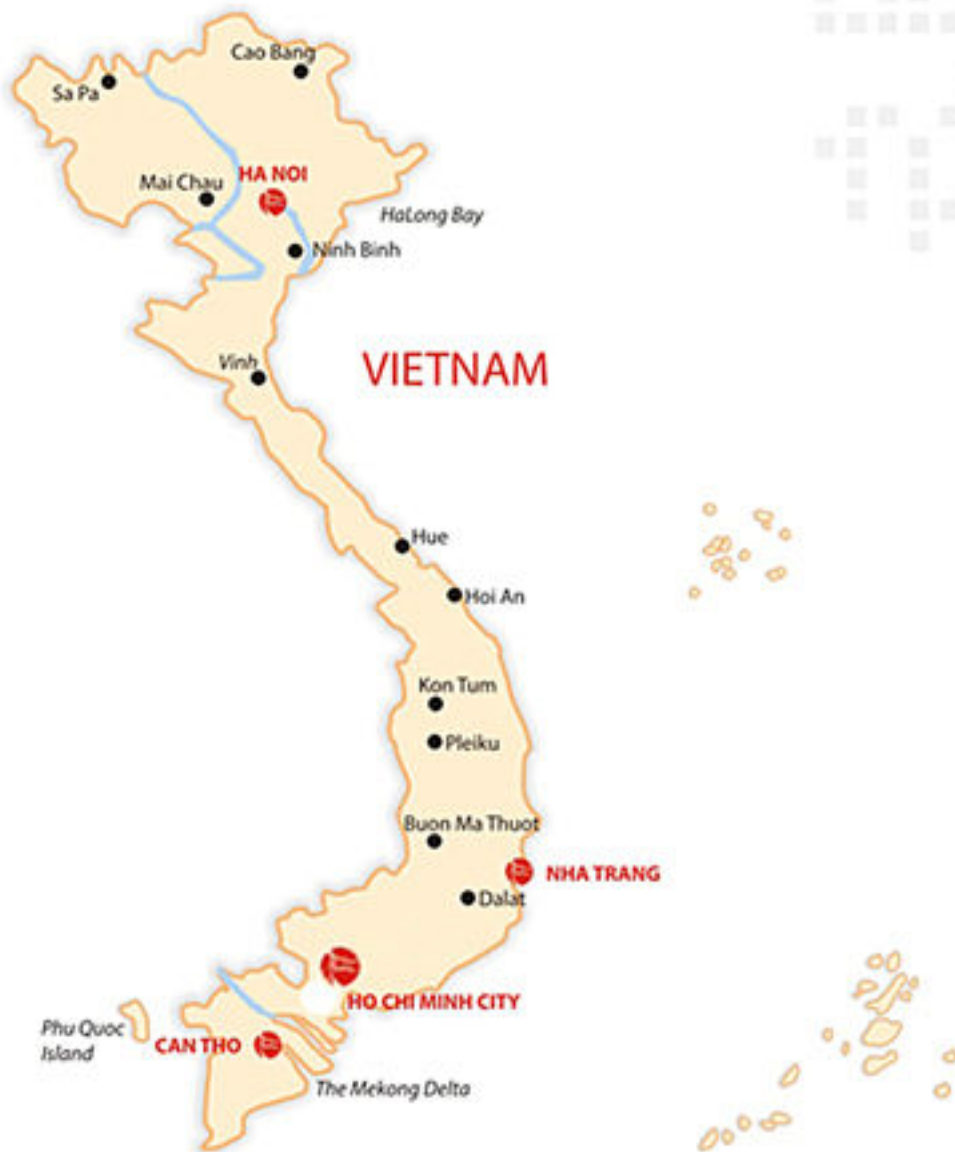 Cao Bang
Sa Pa
HA NOI
Mai Chau
HaLong Bay
Ninh Binh
Vinh
VIETNAM
Hue
Hoi An
Kon Tum
Pleiku
Buon Ma Thuot
NHA TRANG
Dalat
HO CHI MINH CITY
Phu Quoc
Island
CAN THO
The Mekong Delta